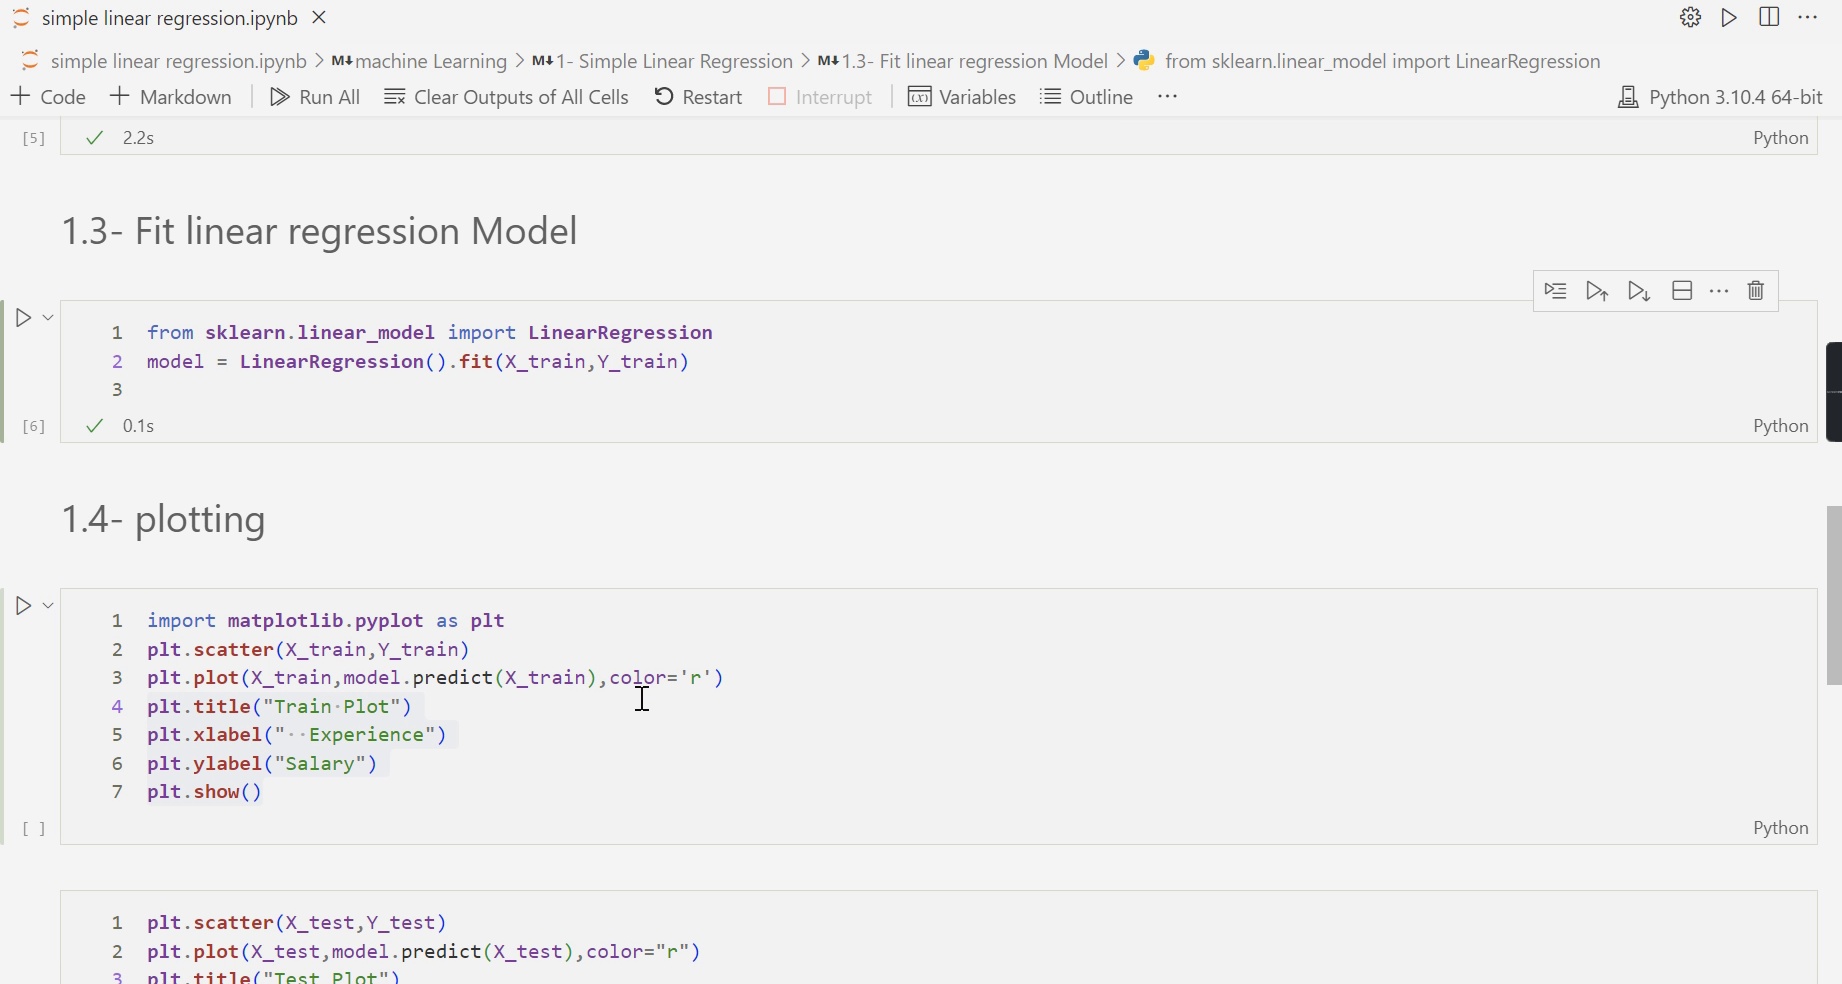 simple linear regression.ipynb
simple linear regression.ipynb > M↓machine Learning > M↓1- Simple Linear Regression > M↓1.3- Fit linear regression Model > from sklearn.linear_model import LinearRegression
+ Code + Markdown Run All Clear Outputs of All Cells Restart Interrupt Variables Outline ··· Python 3.10.4 64-bit
[5] ✓ 2.2s Python
1.3- Fit linear regression Model
1 from sklearn.linear_model import LinearRegression
2 model = LinearRegression().fit(X_train,Y_train)
3
[6] ✓ 0.1s Python
1.4- plotting
1 import matplotlib.pyplot as plt
2 plt.scatter(X_train,Y_train)
3 plt.plot(X_train,model.predict(X_train),color='r')
4 plt.title("Train·Plot")
5 plt.xlabel("··Experience")
6 plt.ylabel("Salary")
7 plt.show()
[ ] Python
1 plt.scatter(X_test,Y_test)
2 plt.plot(X_test,model.predict(X_test),color="r")
3 plt.title("Test Plot")